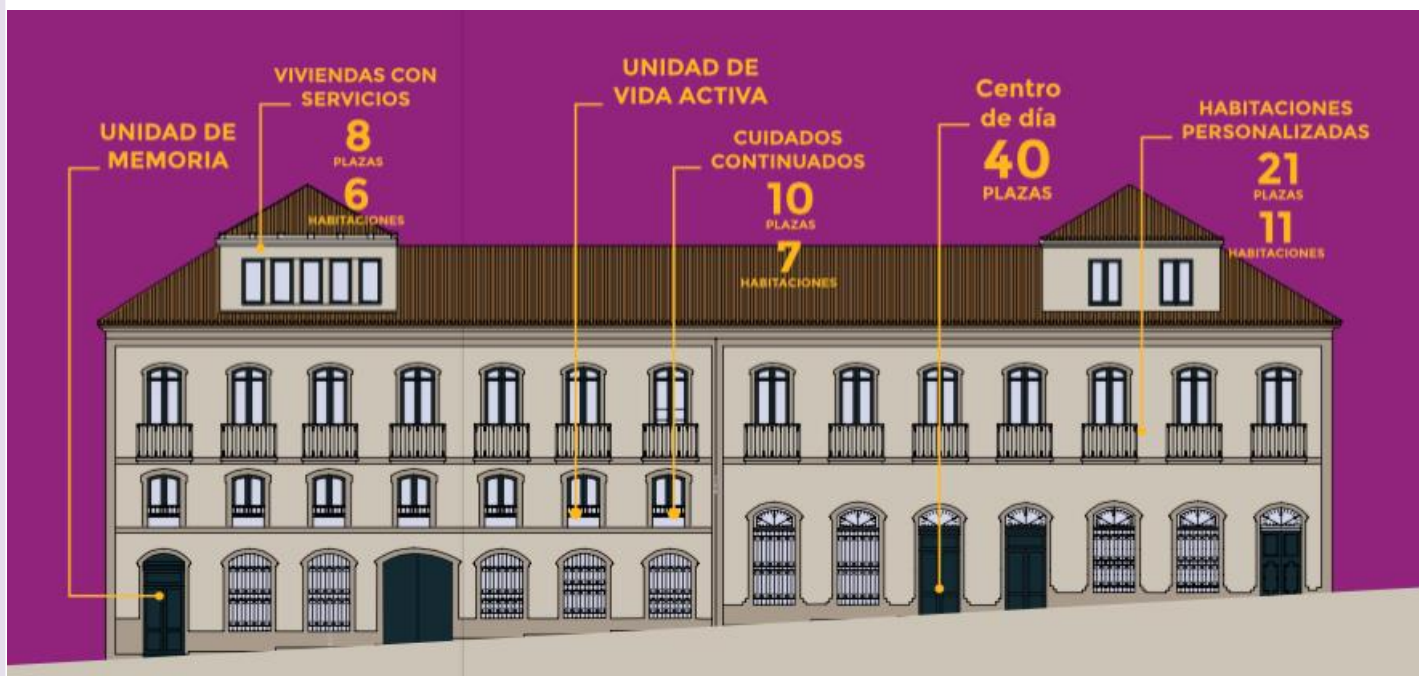 UNIDAD DE
MEMORIA
VIVIENDAS CON
SERVICIOS
8
PLAZAS
6
HABITACIONES
UNIDAD DE
VIDA ACTIVA
CUIDADOS
CONTINUADOS
10
PLAZAS
7
HABITACIONES
Centro
de día
40
PLAZAS
HABITACIONES
PERSONALIZADAS
21
PLAZAS
11
HABITACIONES